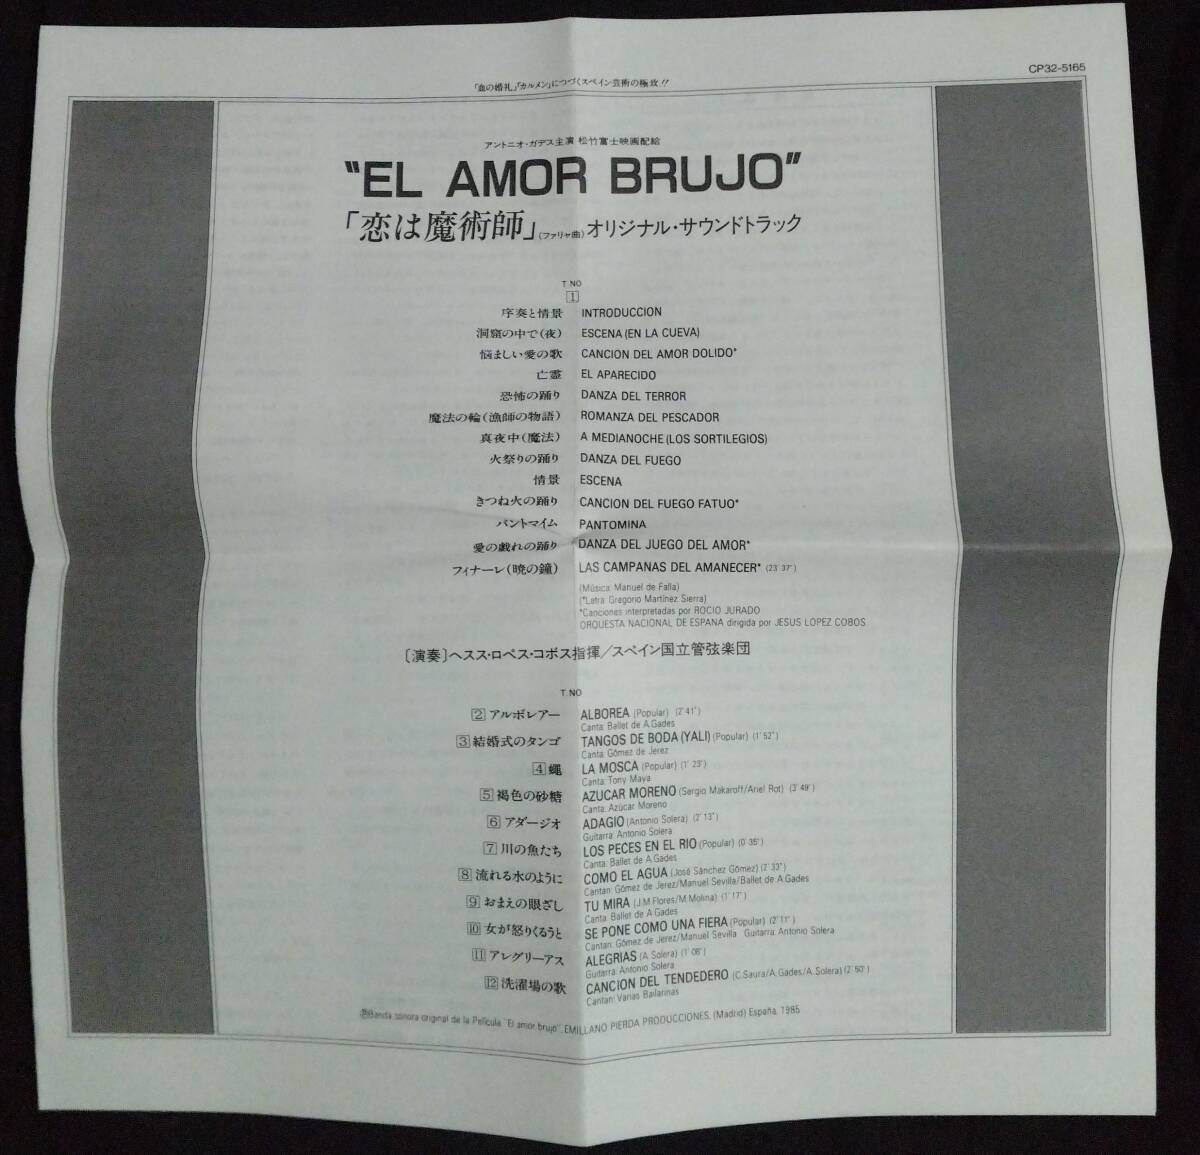 CP32-5165
「血の婚礼」「カルメン」につづくスペイン芸術の極致!!
アントニオ・ガデス主演 松竹富士映画配給
"EL AMOR BRUJO"
「恋は魔術師」(ファリャ曲)オリジナル・サウンドトラック
T.NO
1
序奏と情景 INTRODUCCION
洞窟の中で(夜) ESCENA(EN LA CUEVA)
悩ましい愛の歌 CANCION DEL AMOR DOLIDO*
亡霊 EL APARECIDO
恐怖の踊り DANZA DEL TERROR
魔法の輪(漁師の物語) ROMANZA DEL PESCADOR
真夜中(魔法) A MEDIANOCHE(LOS SORTILEGIOS)
火祭りの踊り DANZA DEL FUEGO
情景 ESCENA
きつね火の踊り CANCION DEL FUEGO FATUO*
パントマイム PANTOMINA
愛の戯れの踊り DANZA DEL JUEGO DEL AMOR*
フィナーレ(暁の鐘) LAS CAMPANAS DEL AMANECER* (23'37")
(Música: Manuel de Falla)
(*Letra: Gregorio Martínez Sierra)
*Canciones interpretadas por ROCIO JURADO
ORQUESTA NACIONAL DE ESPANA dirigida por JESUS LOPEZ COBOS
〔演奏〕ヘスス・ロペス・コボス指揮/スペイン国立管弦楽団
T.NO
2 アルボレアー ALBOREA (Popular) (2'41")
Canta: Ballet de A.Gades
3 結婚式のタンゴ TANGOS DE BODA (YALI) (Popular) (1'52")
Canta: Gómez de Jerez
4 蠅 LA MOSCA (Popular) (1'23")
Canta: Tony Maya
5 褐色の砂糖 AZUCAR MORENO (Sergio Makaroff/Ariel Rot) (3'49")
Canta: Azúcar Moreno
6 アダージオ ADAGIO (Antonio Solera) (2'13")
Guitarra: Antonio Solera
7 川の魚たち LOS PECES EN EL RIO (Popular) (0'35")
Canta: Ballet de A.Gades
8 流れる水のように COMO EL AGUA (José Sánchez Gómez) (2'33")
Cantan: Gómez de Jerez/Manuel Sevilla/Ballet de A.Gades
9 おまえの眼ざし TU MIRA (J.M.Flores/M.Molina) (1'17")
Canta: Ballet de A.Gades
10 女が怒りくるうと SE PONE COMO UNA FIERA (Popular) (2'11")
Cantan: Gómez de Jerez/Manuel Sevilla Guitarra: Antonio Solera
11 アレグリーアス ALEGRIAS (A. Solera) (1'06")
Guitarra: Antonio Solera
12 洗濯場の歌 CANCION DEL TENDEDERO (C.Saura/A.Gades/A.Solera) (2'50")
Cantan: Varias Bailarinas
ⓅBanda sonora original de la Película "El amor brujo", EMILLANO PIERDA PRODUCCIONES, (Madrid) España, 1985